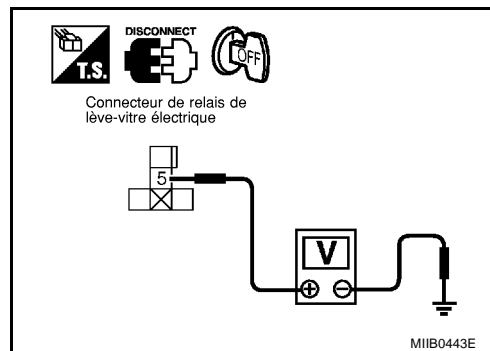 DISCONNECT
T.S.
OFF
Connecteur de relais de
lève-vitre électrique
5
V
+ −
MIIB0443E